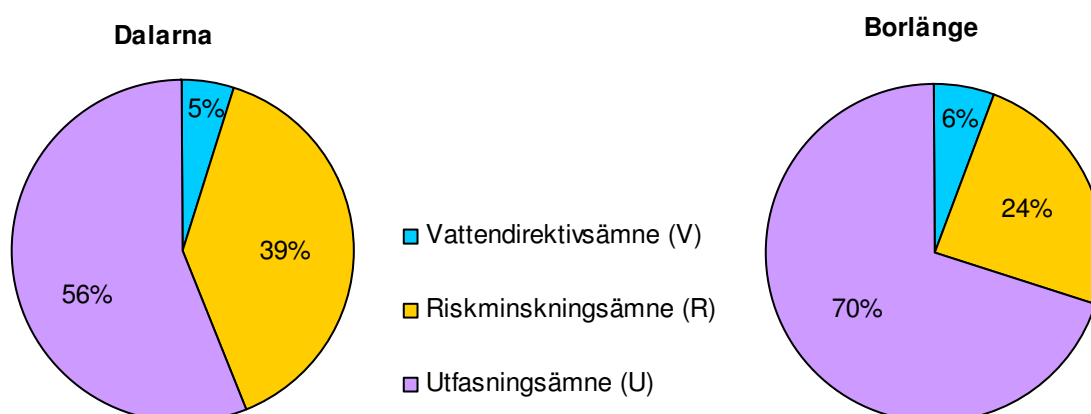 Dalarna
5%
39%
56%
Vattendirektivsämne (V)
Riskminskningsämne (R)
Utfasningsämne (U)
Borlänge
6%
24%
70%